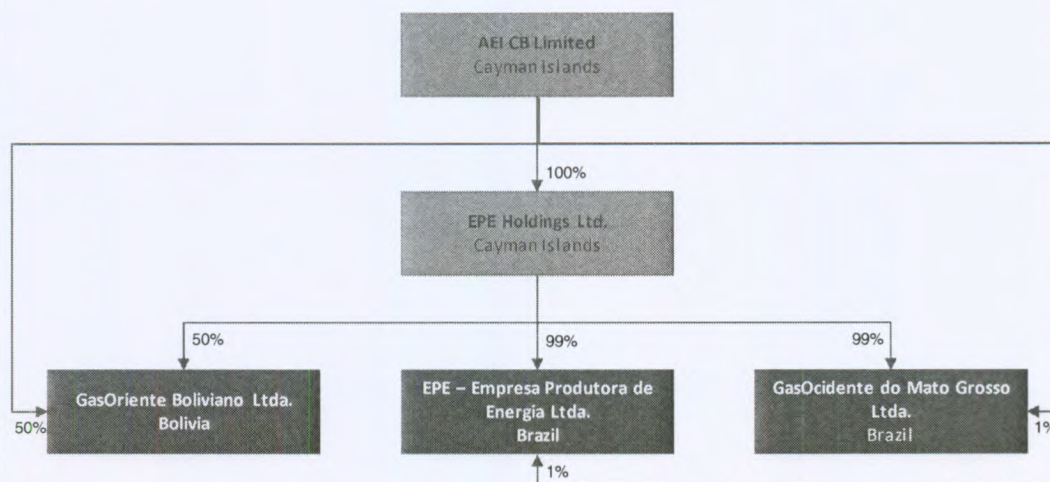 AEI CB Limited
Cayman Islands
100%
EPE Holdings Ltd.
Cayman Islands
50%
99%
99%
GasOriente Boliviano Ltda.
Bolivia
EPE – Empresa Produtora de
Energia Ltda.
Brazil
GasOcidente do Mato Grosso
Ltda.
Brazil
50%
1%
1%